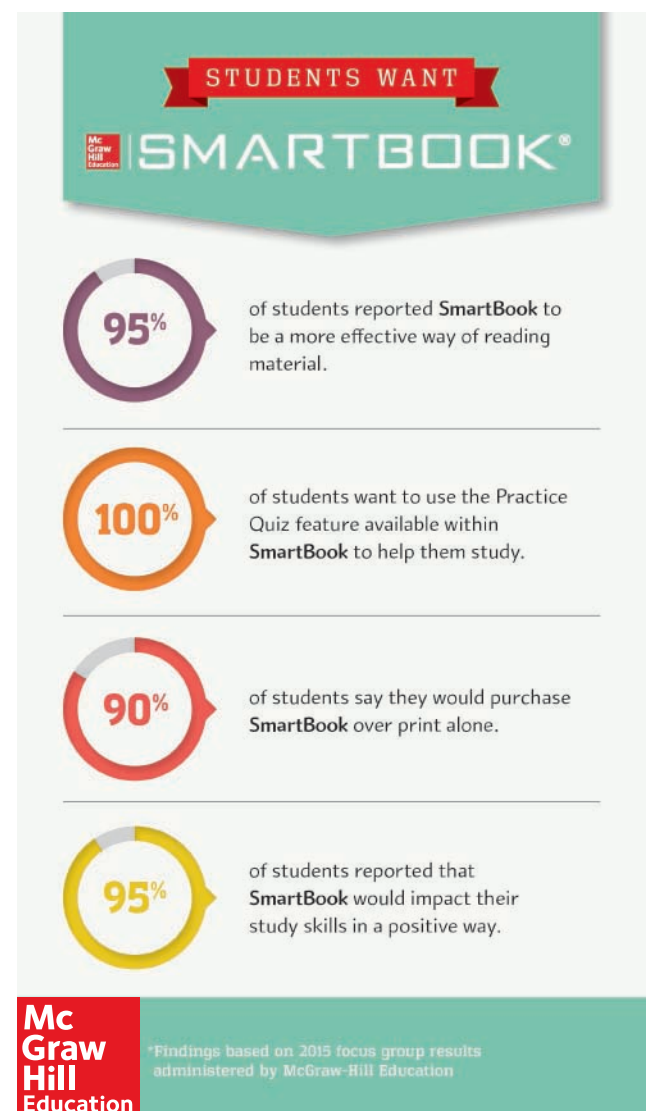 STUDENTS WANT
Mc
Graw
Hill
Education
SMARTBOOK®
95%
of students reported SmartBook to
be a more effective way of reading
material.
100%
of students want to use the Practice
Quiz feature available within
SmartBook to help them study.
90%
of students say they would purchase
SmartBook over print alone.
95%
of students reported that
SmartBook would impact their
study skills in a positive way.
Mc
Graw
Hill
Education
*Findings based on 2015 focus group results
administered by McGraw-Hill Education